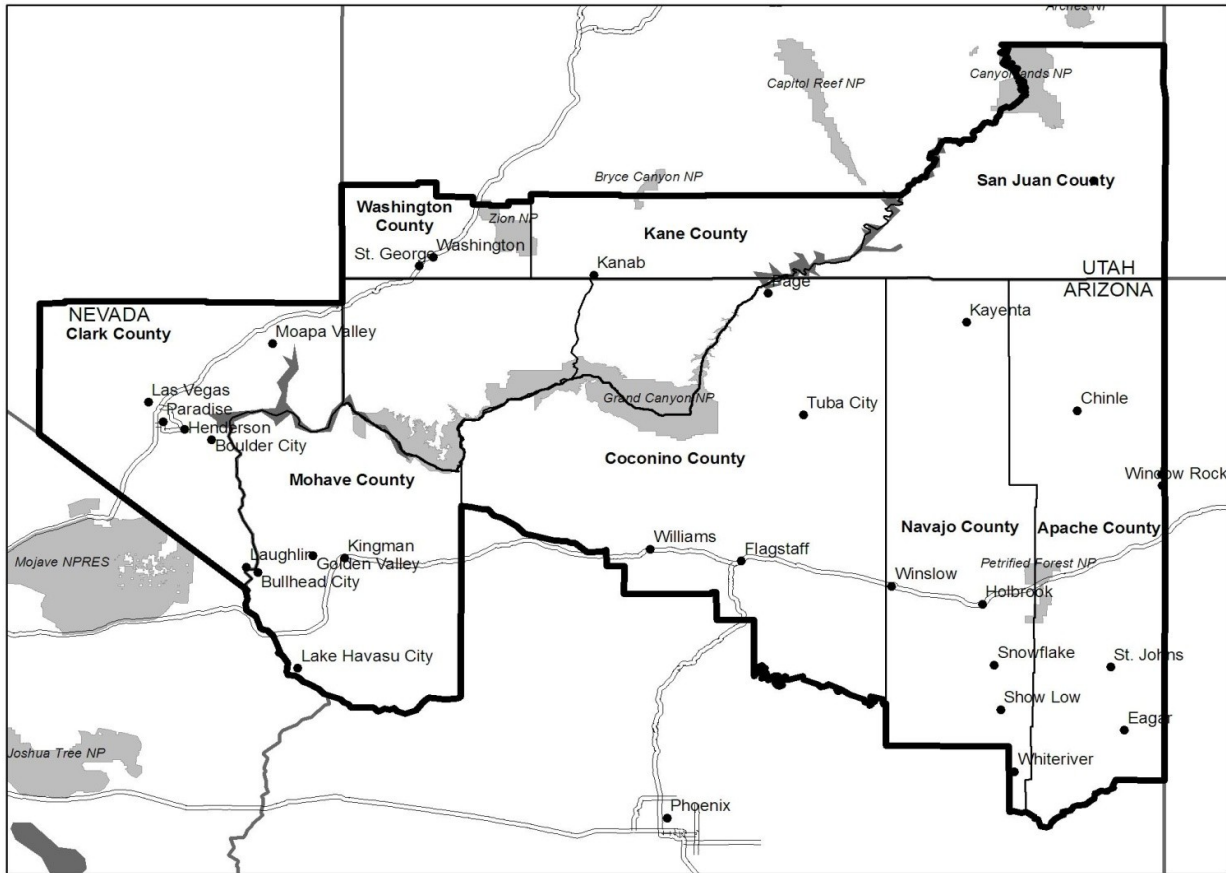 Arches NP
Canyonlands NP
Capitol Reef NP
San Juan County
Bryce Canyon NP
Washington
County
Zion NP
Kane County
Washington
St. George
Kanab
UTAH
ARIZONA
Page
NEVADA
Clark County
Kayenta
Moapa Valley
Las Vegas
Paradise
Henderson
Boulder City
Grand Canyon NP
Tuba City
Chinle
Coconino County
Mohave County
Window Rock
Navajo County
Apache County
Mojave NPRES
Laughlin
Kingman
Golden Valley
Bullhead City
Williams
Flagstaff
Petrified Forest NP
Winslow
Holbrook
Lake Havasu City
Snowflake
St. Johns
Show Low
Eagar
Joshua Tree NP
Whiteriver
Phoenix